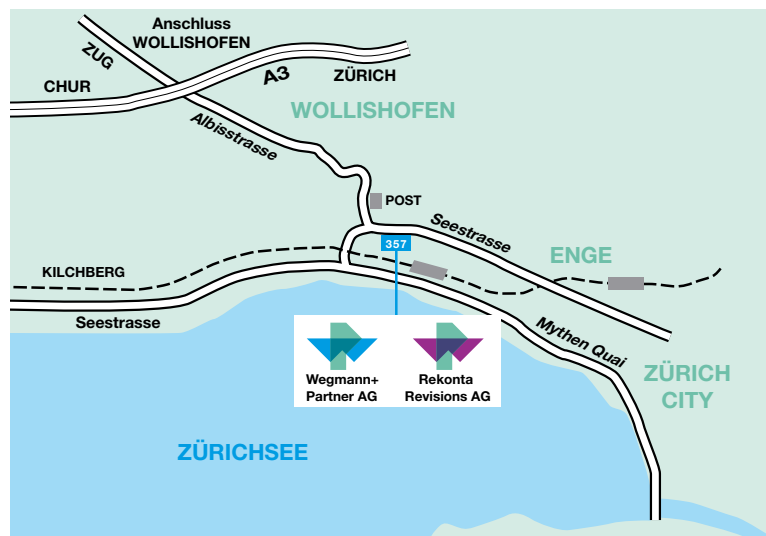 Anschluss
WOLLISHOFEN
ZUG
A3
ZÜRICH
CHUR
WOLLISHOFEN
Albisstrasse
POST
Seestrasse
357
ENGE
KILCHBERG
Seestrasse
Mythen Quai
Wegmann+
Partner AG
Rekonta
Revisions AG
ZÜRICH
CITY
ZÜRICHSEE